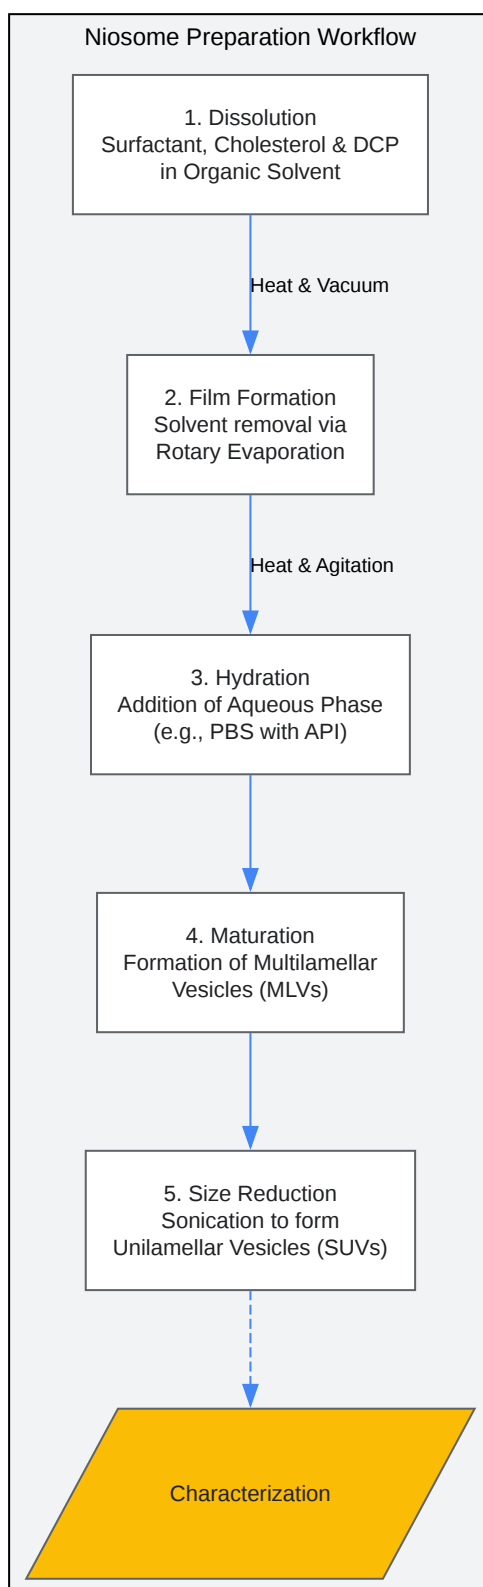 Niosome Preparation Workflow
1. Dissolution
Surfactant, Cholesterol & DCP
in Organic Solvent
Heat & Vacuum
2. Film Formation
Solvent removal via
Rotary Evaporation
Heat & Agitation
3. Hydration
Addition of Aqueous Phase
(e.g., PBS with API)
4. Maturation
Formation of Multilamellar
Vesicles (MLVs)
5. Size Reduction
Sonication to form
Unilamellar Vesicles (SUVs)
Characterization